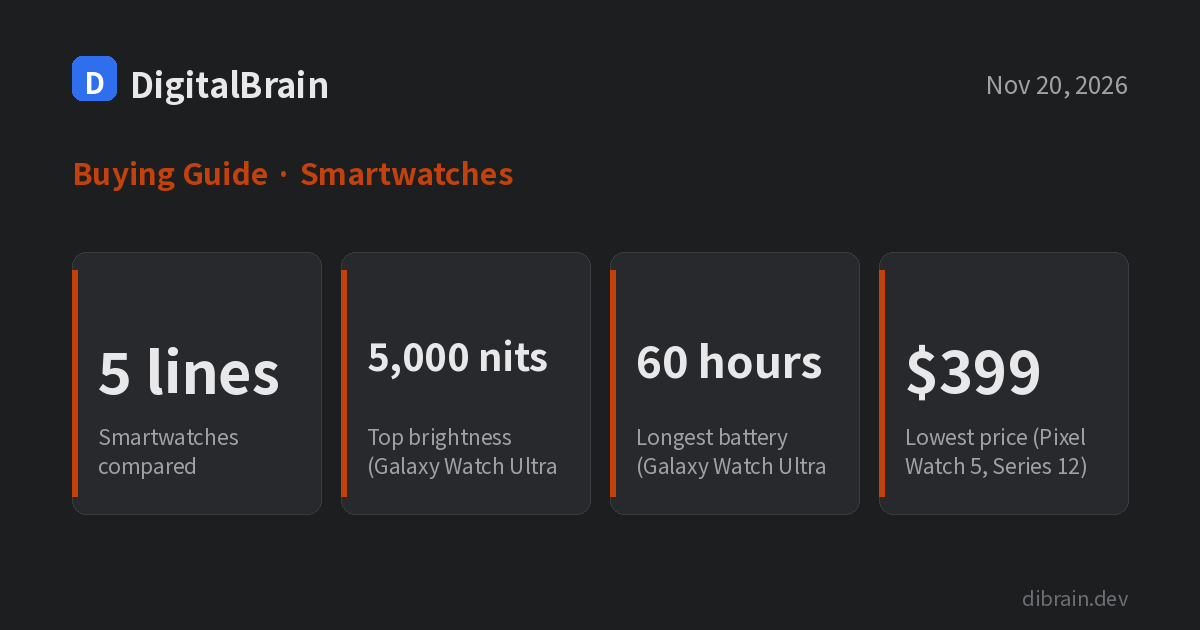 D DigitalBrain
Nov 20, 2026
Buying Guide · Smartwatches
5 lines
Smartwatches
compared
5,000 nits
Top brightness
(Galaxy Watch Ultra
60 hours
Longest battery
(Galaxy Watch Ultra
$399
Lowest price (Pixel
Watch 5, Series 12)
dibrain.dev